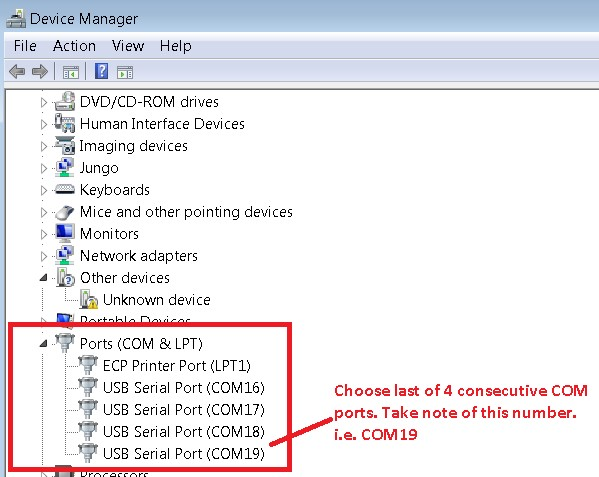 Device Manager
File Action View Help
DVD/CD-ROM drives
Human Interface Devices
Imaging devices
Jungo
Keyboards
Mice and other pointing devices
Monitors
Network adapters
Other devices
Unknown device
Portable Devices
Ports (COM & LPT)
ECP Printer Port (LPT1)
USB Serial Port (COM16)
USB Serial Port (COM17)
USB Serial Port (COM18)
USB Serial Port (COM19)
Processors
Choose last of 4 consecutive COM
ports. Take note of this number.
i.e. COM19